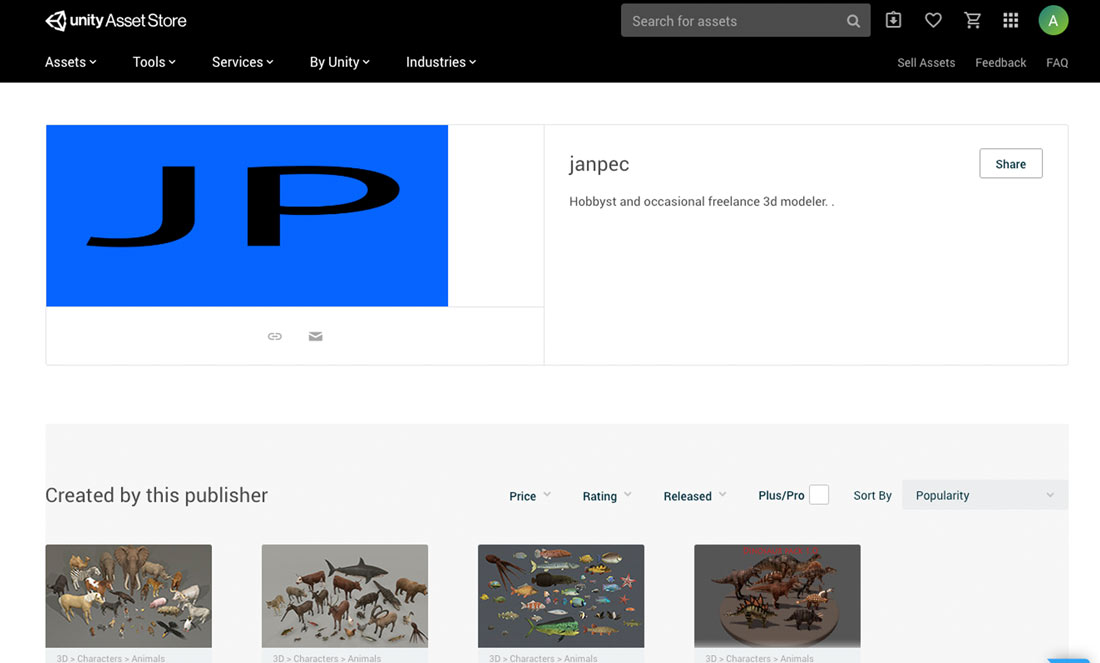 unity Asset Store
Search for assets
A
Assets
Tools
Services
By Unity
Industries
Sell Assets
Feedback
FAQ
JP
janpec
Share
Hobbyst and occasional freelance 3d modeler. .
Created by this publisher
Price
Rating
Released
Plus/Pro
Sort By
Popularity
3D > Characters > Animals
3D > Characters > Animals
3D > Characters > Animals
3D > Characters > Animals